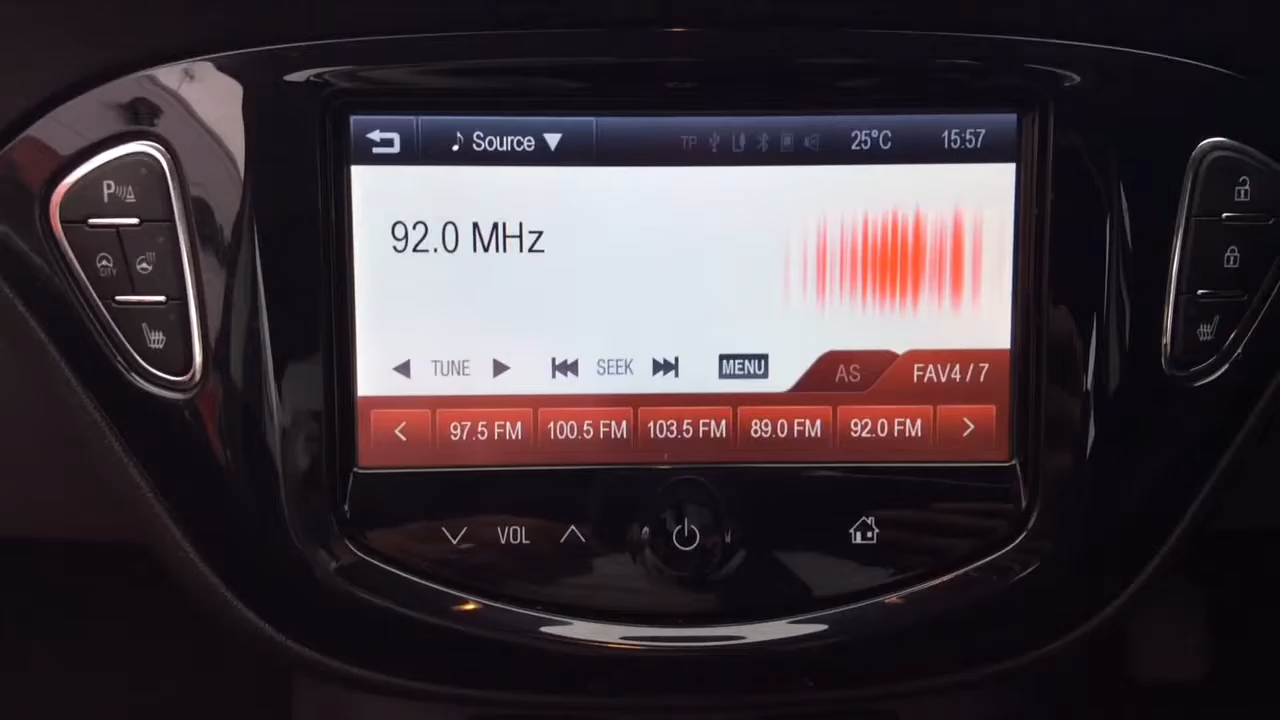 Source 25°C 15:57
TP
P
92.0 MHz
CITY
TUNE SEEK MENU AS FAV4 / 7
97.5 FM 100.5 FM 103.5 FM 89.0 FM 92.0 FM
VOL